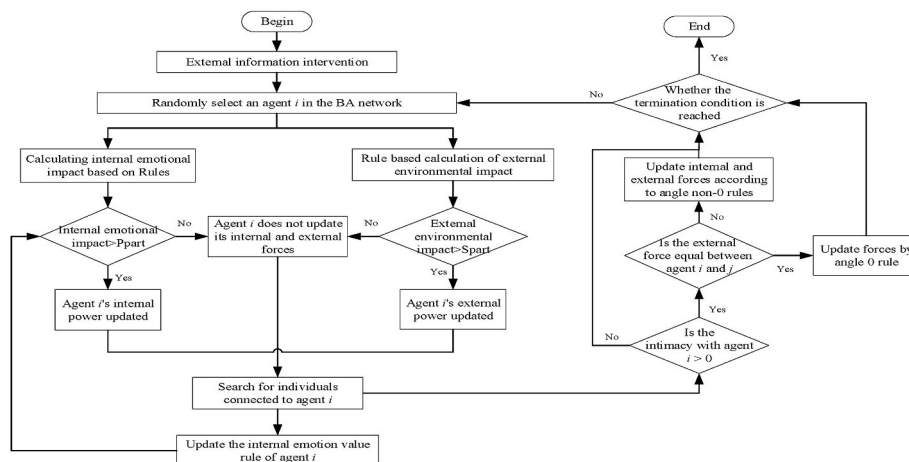 Begin
External information intervention
Randomly select an agent i in the BA network
Calculating internal emotional
impact based on Rules
Rule based calculation of external
environmental impact
Internal emotional
impact>Ppart
No
Agent i does not update
its internal and external
forces
No
External
environmental
impact>Spart
Yes
Yes
Agent i's internal
power updated
Agent i's external
power updated
Search for individuals
connected to agent i
Update the internal emotion value
rule of agent i
End
Yes
No
Whether the
termination condition is
reached
Update internal and
external forces according
to angle non-0 rules
No
Is the external
force equal between
agent i and j
Yes
Update forces by
angle 0 rule
Yes
No
Is the
intimacy with agent
i > 0